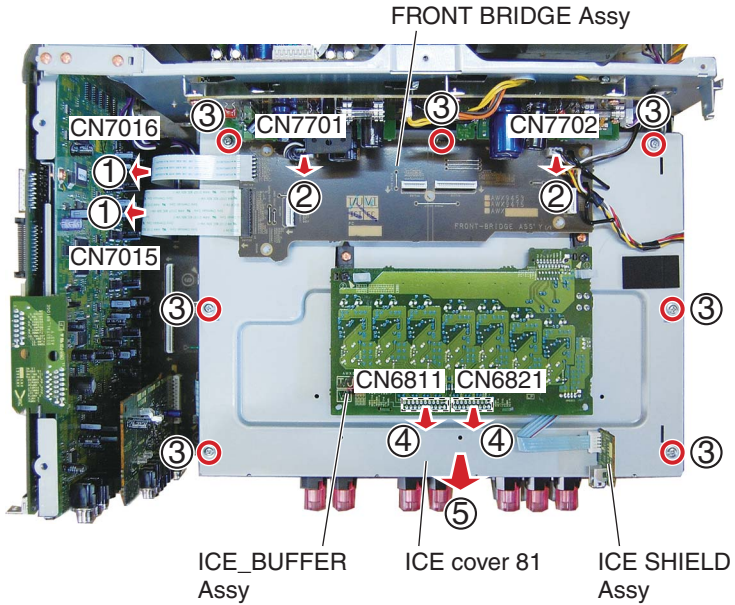 FRONT BRIDGE Assy
③ ③ ③
CN7016 CN7701 CN7702
①
② ②
①
CN7015
FRONT-BRIDGE ASS'Y
③ ③
CN6811 CN6821
④ ④
③ ③
⑤
ICE_BUFFER
Assy
ICE cover 81
ICE SHIELD
Assy